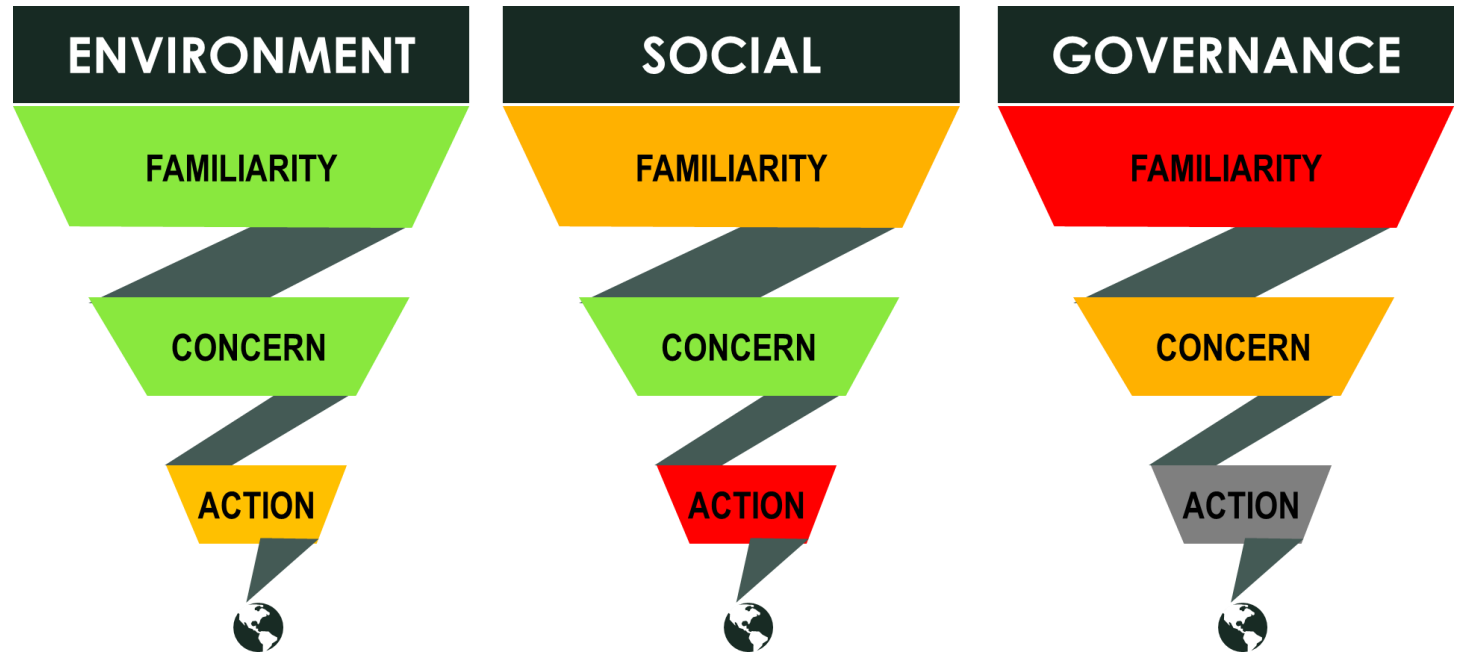 ENVIRONMENT
FAMILIARITY
CONCERN
ACTION
SOCIAL
FAMILIARITY
CONCERN
ACTION
GOVERNANCE
FAMILIARITY
CONCERN
ACTION